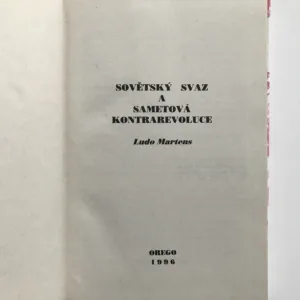 SOVĚTSKÝ SVAZ
A
SAMETOVÁ
KONTRAREVOLUCE
Ludo Martens
OREGO
1996